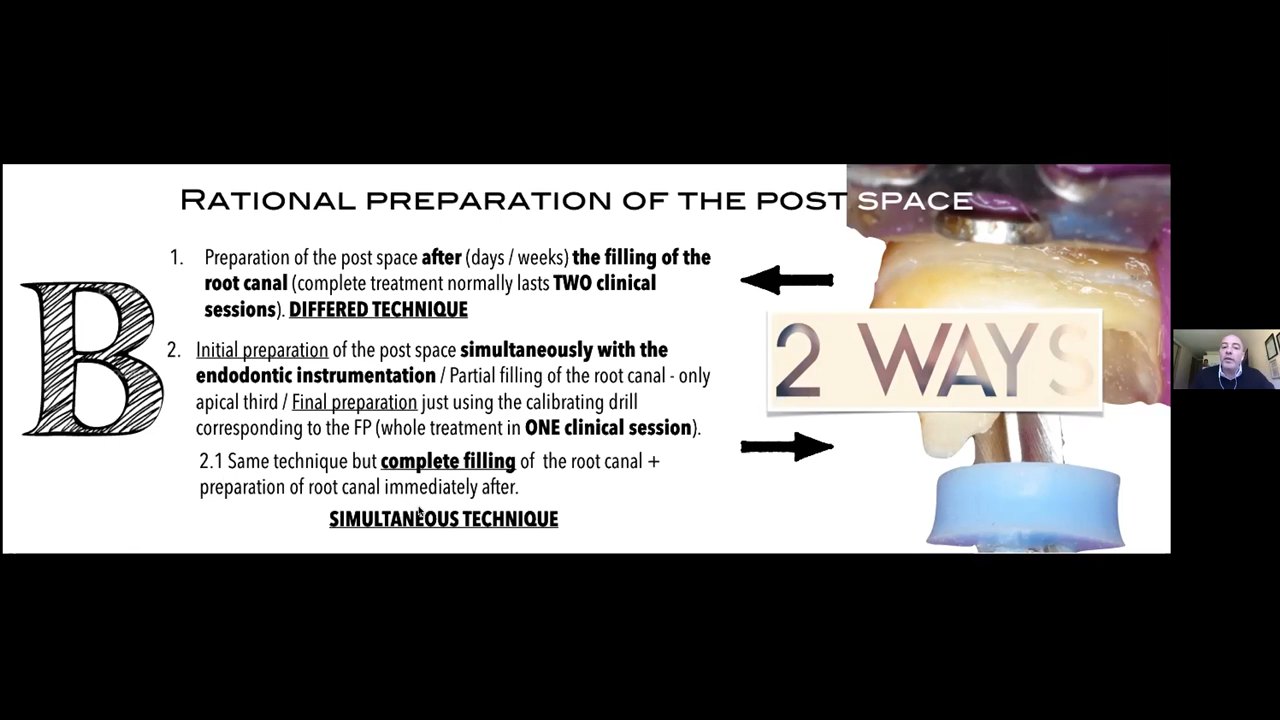 RATIONAL PREPARATION OF THE POST SPACE
B
1. Preparation of the post space after (days / weeks) the filling of the
root canal (complete treatment normally lasts TWO clinical
sessions). DIFFERED TECHNIQUE
2. Initial preparation of the post space simultaneously with the
endodontic instrumentation / Partial filling of the root canal - only
apical third / Final preparation just using the calibrating drill
corresponding to the FP (whole treatment in ONE clinical session).
2.1 Same technique but complete filling of the root canal +
preparation of root canal immediately after.
SIMULTANEOUS TECHNIQUE
2 WAYS